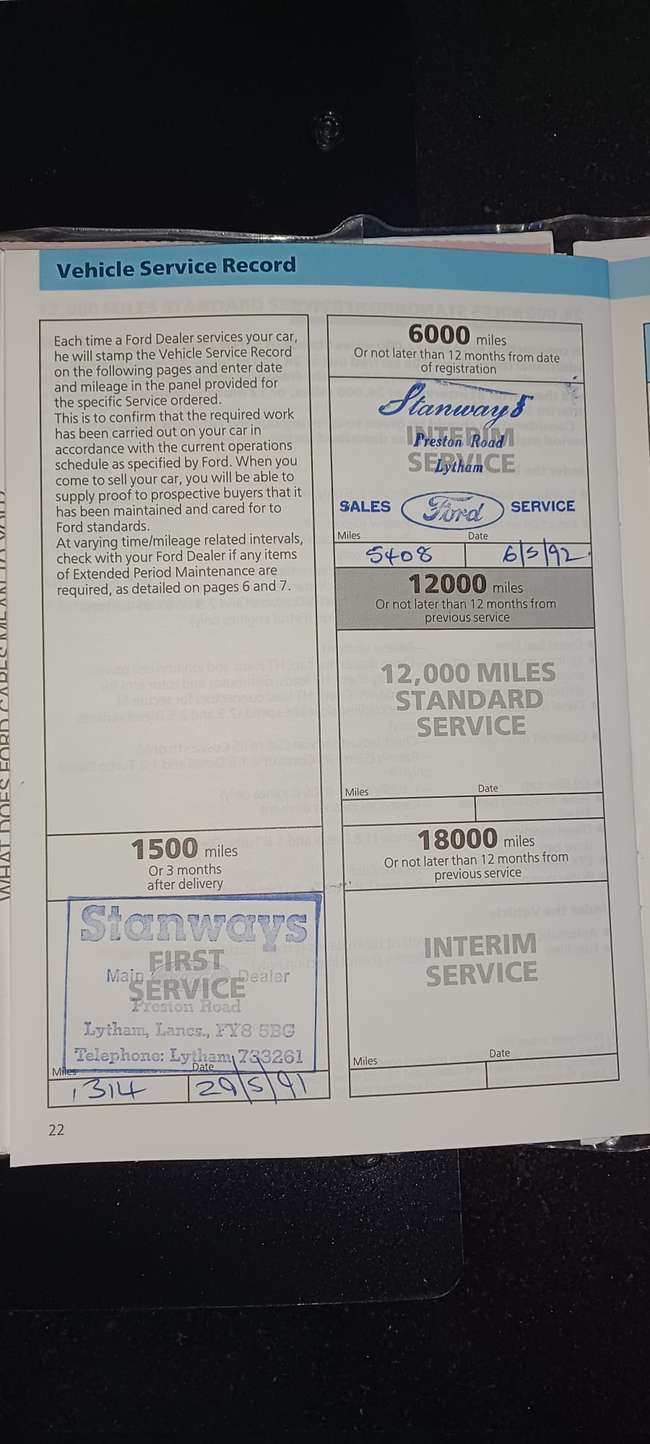 Vehicle Service Record
Each time a Ford Dealer services your car,
he will stamp the Vehicle Service Record
on the following pages and enter date
and mileage in the panel provided for
the specific Service ordered.
This is to confirm that the required work
has been carried out on your car in
accordance with the current operations
schedule as specified by Ford. When you
come to sell your car, you will be able to
supply proof to prospective buyers that it
has been maintained and cared for to
Ford standards.
At varying time/mileage related intervals,
check with your Ford Dealer if any items
of Extended Period Maintenance are
required, as detailed on pages 6 and 7.
1500 miles
Or 3 months
after delivery
Stanways
FIRST
Main Dealer
SERVICE
Preston Road
Lytham, Lancs., FY8 5BG
Telephone: Lytham 733261
Miles Date
1314 29/5/91
22
6000 miles
Or not later than 12 months from date
of registration
Stanways
INTERIM
Preston Road
SERVICE
Lytham
SALES Ford SERVICE
Miles Date
5408 6/5/92
12000 miles
Or not later than 12 months from
previous service
12,000 MILES
STANDARD
SERVICE
Miles Date
18000 miles
Or not later than 12 months from
previous service
INTERIM
SERVICE
Miles Date